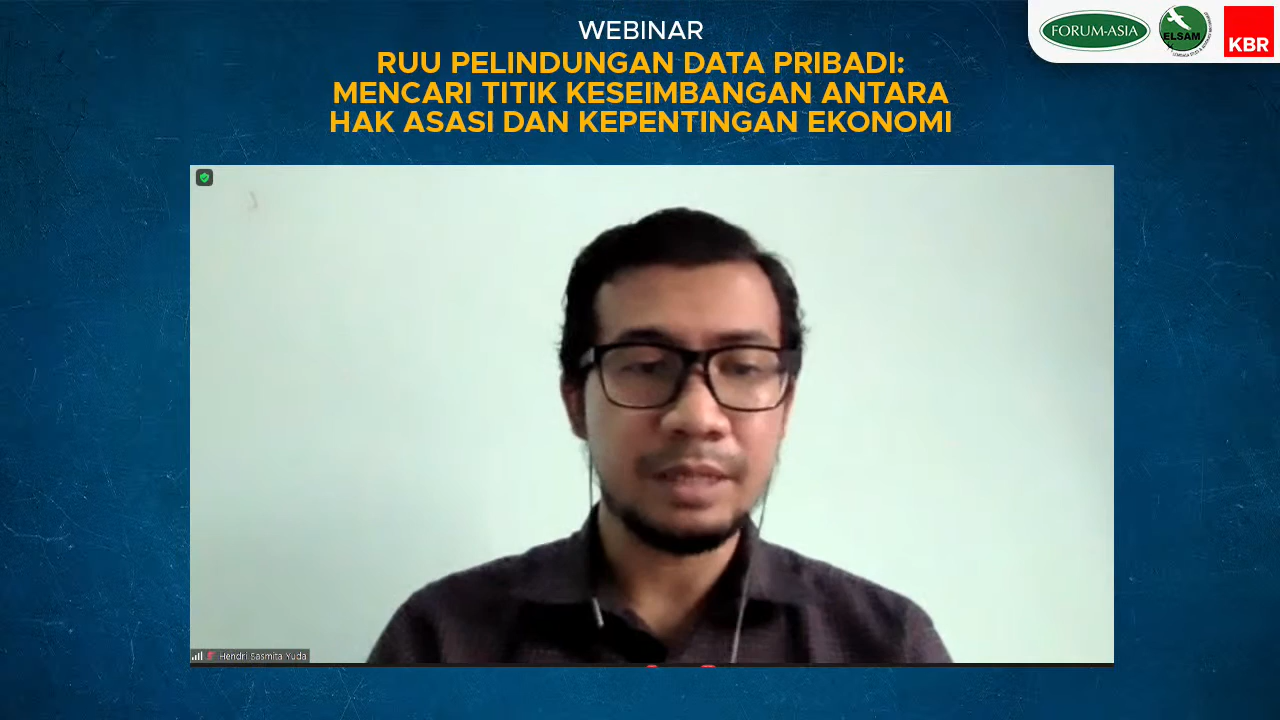 WEBINAR
RUU PELINDUNGAN DATA PRIBADI:
MENCARI TITIK KESEIMBANGAN ANTARA
HAK ASASI DAN KEPENTINGAN EKONOMI
FORUM-ASIA
ELSAM
KBR
Hendri Sasmita Yuda